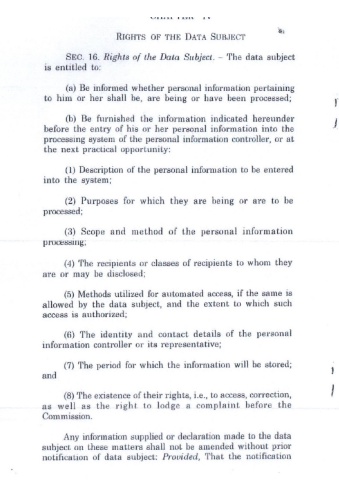 RIGHTS OF THE DATA SUBJECT
SEC. 16. Rights of the Data Subject. – The data subject
is entitled to:
(a) Be informed whether personal information pertaining
to him or her shall be, are being or have been processed;
(b) Be furnished the information indicated hereunder
before the entry of his or her personal information into the
processing system of the personal information controller, or at
the next practical opportunity:
(1) Description of the personal information to be entered
into the system;
(2) Purposes for which they are being or are to be
processed;
(3) Scope and method of the personal information
processing;
(4) The recipients or classes of recipients to whom they
are or may be disclosed;
(5) Methods utilized for automated access, if the same is
allowed by the data subject, and the extent to which such
access is authorized;
(6) The identity and contact details of the personal
information controller or its representative;
(7) The period for which the information will be stored;
and
(8) The existence of their rights, i.e., to access, correction,
as well as the right to lodge a complaint before the
Commission.
Any information supplied or declaration made to the data
subject on these matters shall not be amended without prior
notification of data subject: Provided, That the notification